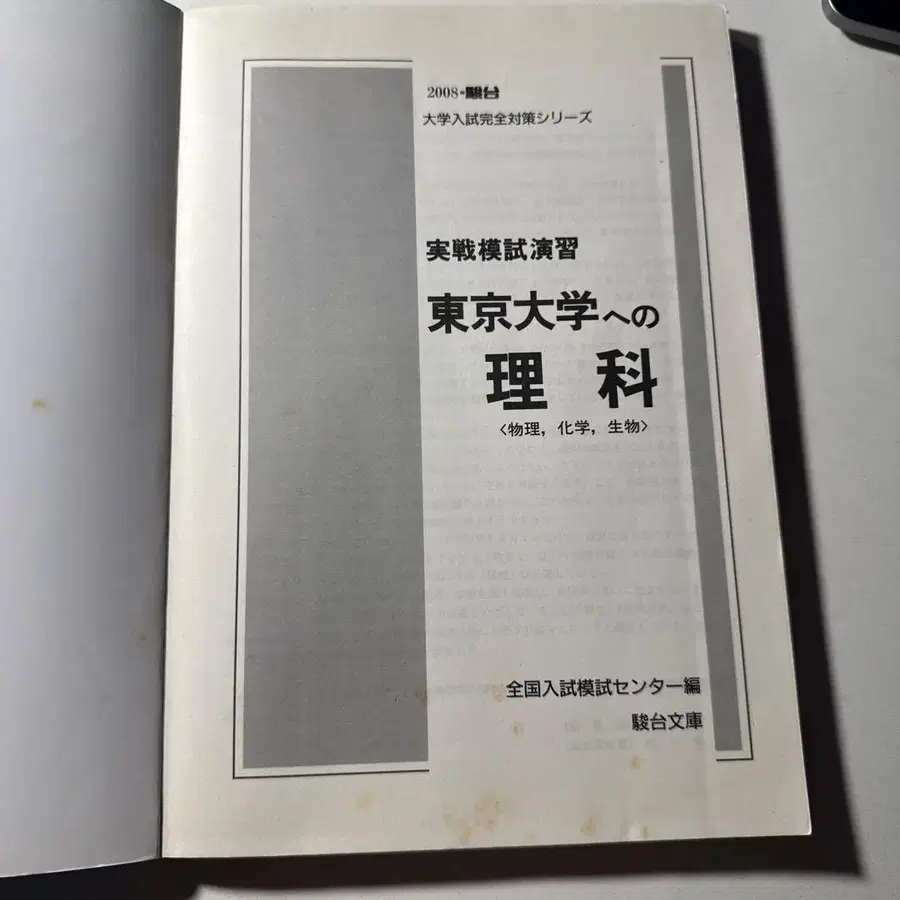 2008-駿台
大学入試完全対策シリーズ
実戦模試演習
東京大学への
理科
〈物理，化学，生物〉
全国入試模試センター編
駿台文庫